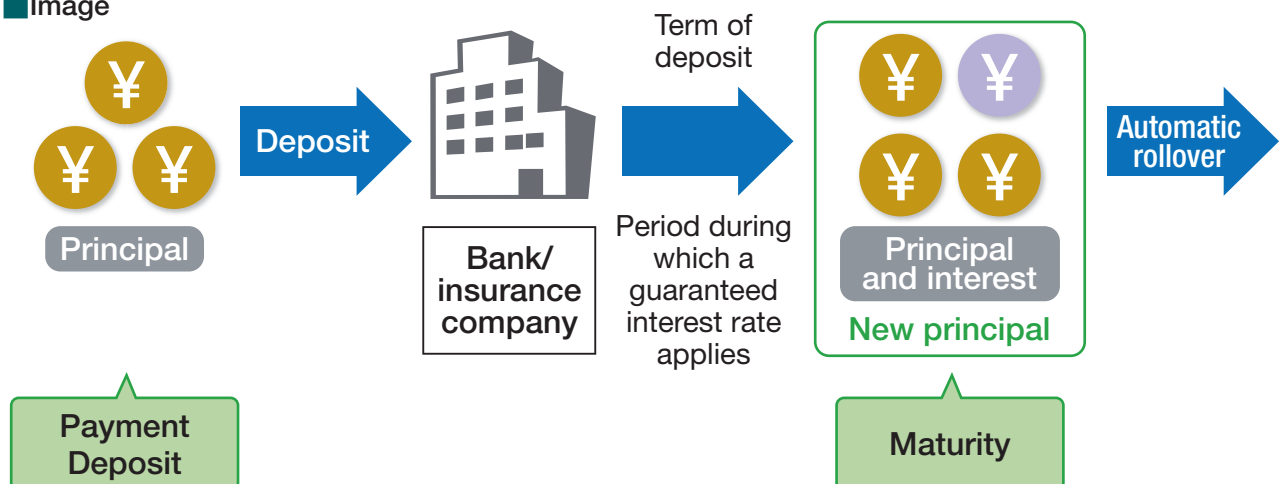 Image
¥
¥ ¥
Principal
Deposit
Bank/
insurance
company
Term of
deposit
Period during
which a
guaranteed
interest rate
applies
¥ ¥
¥ ¥
Principal
and interest
New principal
Automatic
rollover
Payment
Deposit
Maturity